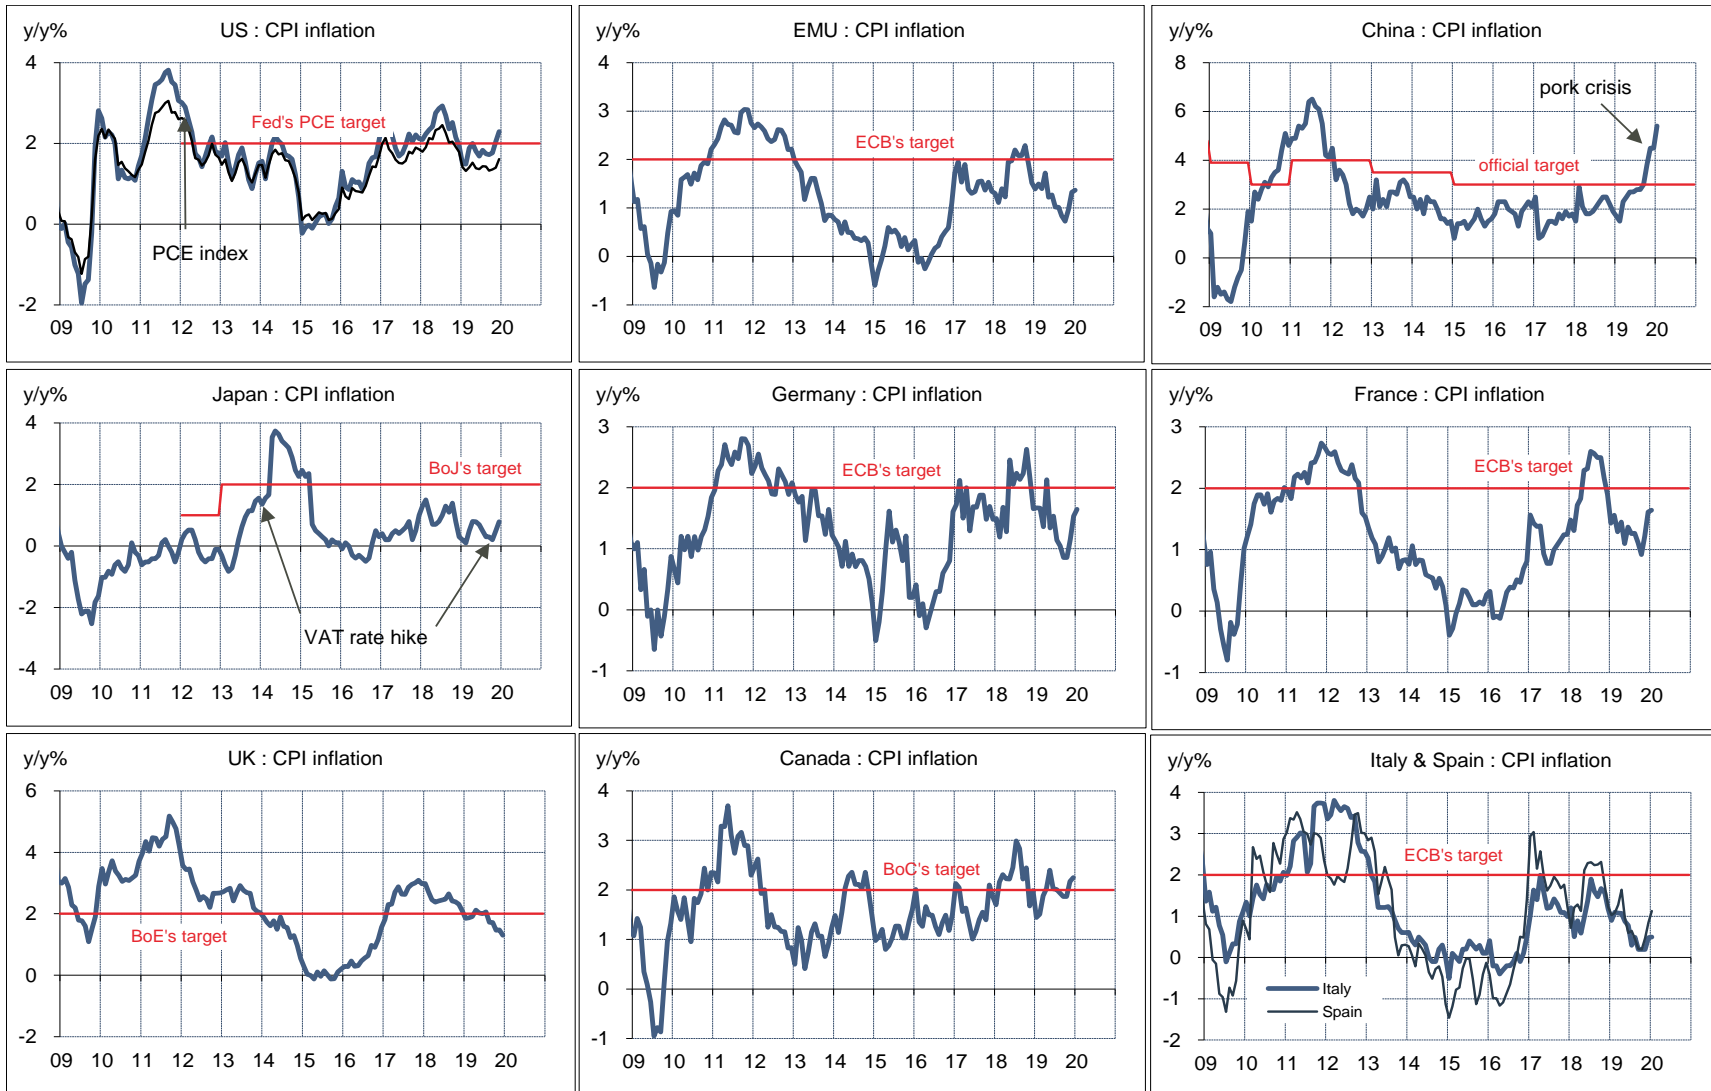 y/y%
US : CPI inflation
4
2
0
-2
Fed's PCE target
PCE index
09 10 11 12 13 14 15 16 17 18 19 20
y/y%
EMU : CPI inflation
4
3
2
1
0
-1
ECB's target
09 10 11 12 13 14 15 16 17 18 19 20
y/y%
China : CPI inflation
8
6
4
2
0
-2
pork crisis
official target
09 10 11 12 13 14 15 16 17 18 19 20
y/y%
Japan : CPI inflation
4
2
0
-2
-4
BoJ's target
VAT rate hike
09 10 11 12 13 14 15 16 17 18 19 20
y/y%
Germany : CPI inflation
3
2
1
0
-1
ECB's target
09 10 11 12 13 14 15 16 17 18 19 20
y/y%
France : CPI inflation
3
2
1
0
-1
ECB's target
09 10 11 12 13 14 15 16 17 18 19 20
y/y%
UK : CPI inflation
6
4
2
0
-2
BoE's target
09 10 11 12 13 14 15 16 17 18 19 20
y/y%
Canada : CPI inflation
4
3
2
1
0
-1
BoC's target
09 10 11 12 13 14 15 16 17 18 19 20
y/y%
Italy & Spain : CPI inflation
4
3
2
1
0
-1
-2
ECB's target
Italy
Spain
09 10 11 12 13 14 15 16 17 18 19 20